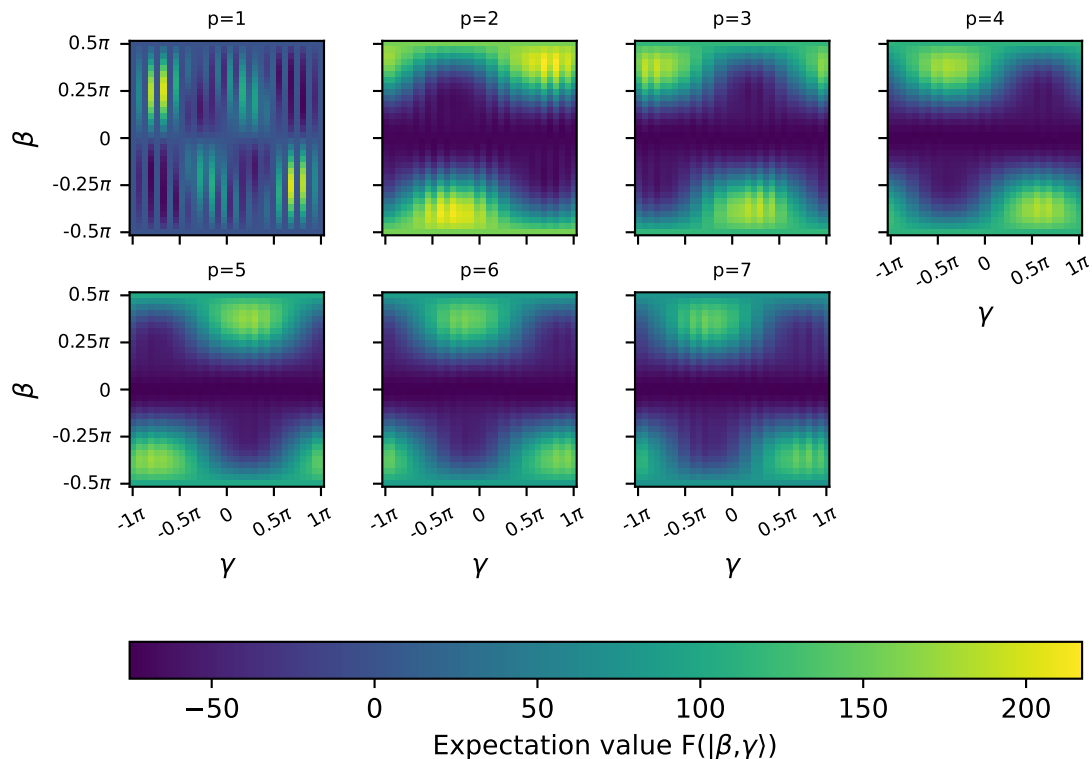 p=1 p=2 p=3 p=4
0.5π
0.25π
0
-0.25π
-0.5π
β
-1π -0.5π 0 0.5π 1π
γ
p=5 p=6 p=7
0.5π
0.25π
0
-0.25π
-0.5π
β
-1π -0.5π 0 0.5π 1π -1π -0.5π 0 0.5π 1π -1π -0.5π 0 0.5π 1π
γ γ γ
−50 0 50 100 150 200
Expectation value F(|β,γ⟩)